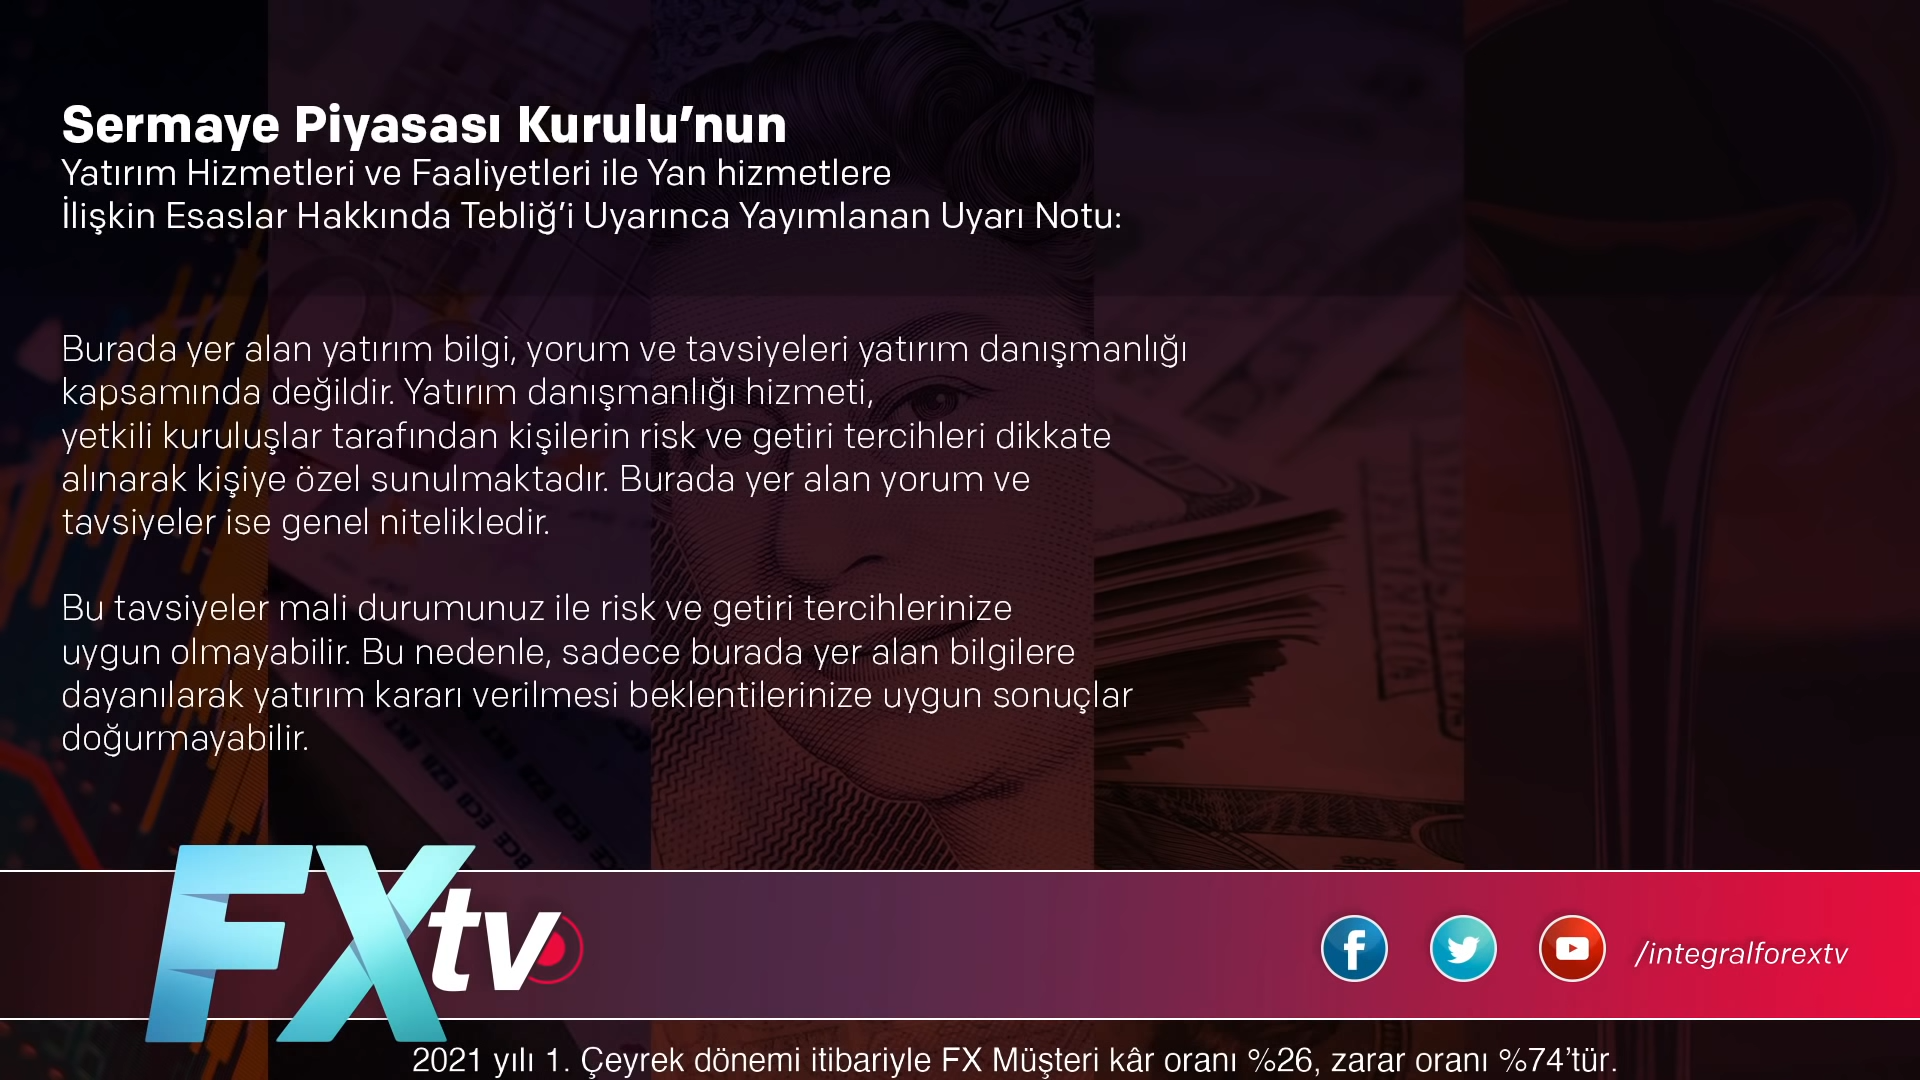 Sermaye Piyasası Kurulu’nun
Yatırım Hizmetleri ve Faaliyetleri ile Yan hizmetlere
İlişkin Esaslar Hakkında Tebliğ’i Uyarınca Yayımlanan Uyarı Notu:
Burada yer alan yatırım bilgi, yorum ve tavsiyeleri yatırım danışmanlığı
kapsamında değildir. Yatırım danışmanlığı hizmeti,
yetkili kuruluşlar tarafından kişilerin risk ve getiri tercihleri dikkate
alınarak kişiye özel sunulmaktadır. Burada yer alan yorum ve
tavsiyeler ise genel nitelikledir.
Bu tavsiyeler mali durumunuz ile risk ve getiri tercihlerinize
uygun olmayabilir. Bu nedenle, sadece burada yer alan bilgilere
dayanılarak yatırım kararı verilmesi beklentilerinize uygun sonuçlar
doğurmayabilir.
BCE ECB EZB EKT
FXtv
/integralforextv
2021 yılı 1. Çeyrek dönemi itibariyle FX Müşteri kâr oranı %26, zarar oranı %74’tür.